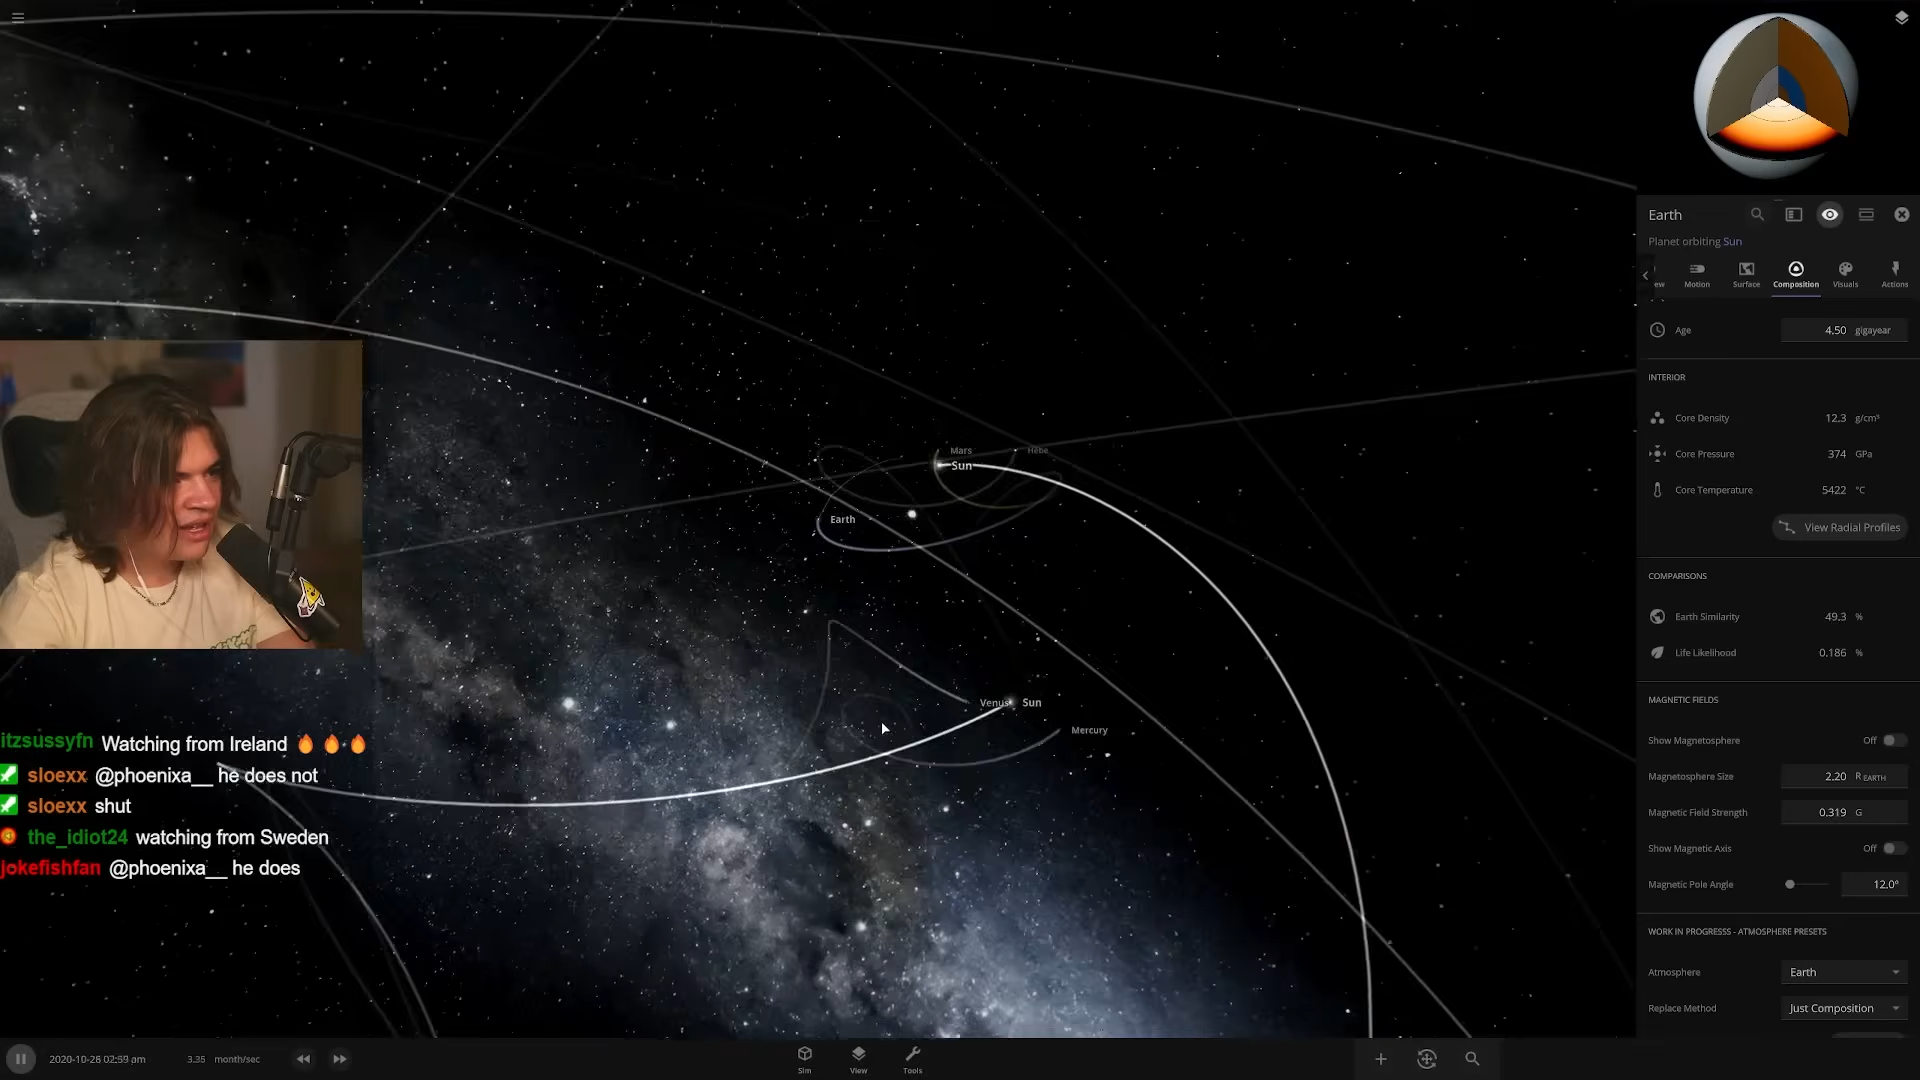 Earth
Planet orbiting Sun
ew
Motion
Surface
Composition
Visuals
Actions
Age 4.50 gigayear
INTERIOR
Core Density 12.3 g/cm³
Core Pressure 374 GPa
Core Temperature 5422 °C
View Radial Profiles
COMPARISONS
Earth Similarity 49.3 %
Life Likelihood 0.186 %
MAGNETIC FIELDS
Show Magnetosphere Off
Magnetosphere Size 2.20 R EARTH
Magnetic Field Strength 0.319 G
Show Magnetic Axis Off
Magnetic Pole Angle 12.0°
WORK IN PROGRESSS - ATMOSPHERE PRESETS
Atmosphere Earth
Replace Method Just Composition
Mars
Hebe
Sun
Earth
Venus
Sun
Mercury
itzsussyfn Watching from Ireland 🔥 🔥 🔥
sloexx @phoenixa__ he does not
sloexx shut
the_idiot24 watching from Sweden
jokefishfan @phoenixa__ he does
2020-10-26 02:59 am
3.35 month/sec
Sim
View
Tools